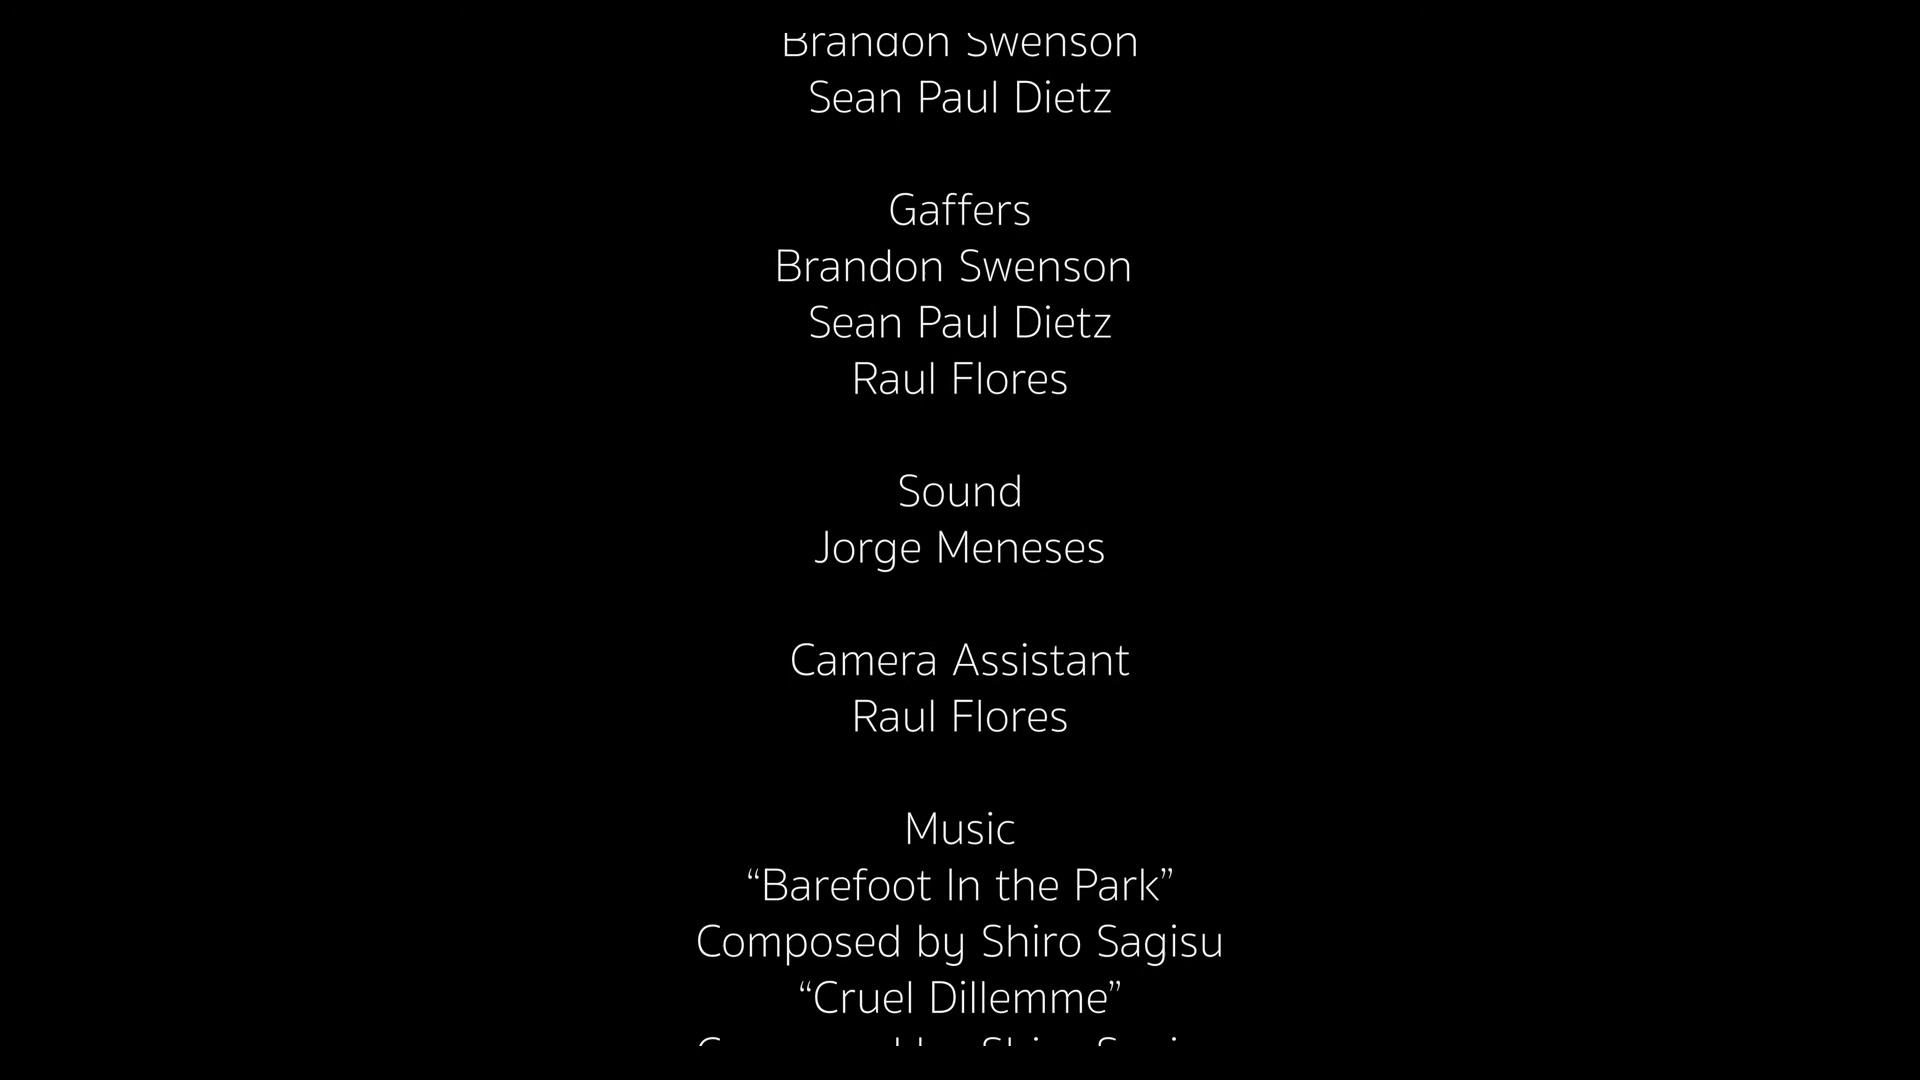 Brandon Swenson
Sean Paul Dietz
Gaffers
Brandon Swenson
Sean Paul Dietz
Raul Flores
Sound
Jorge Meneses
Camera Assistant
Raul Flores
Music
“Barefoot In the Park”
Composed by Shiro Sagisu
“Cruel Dillemme”